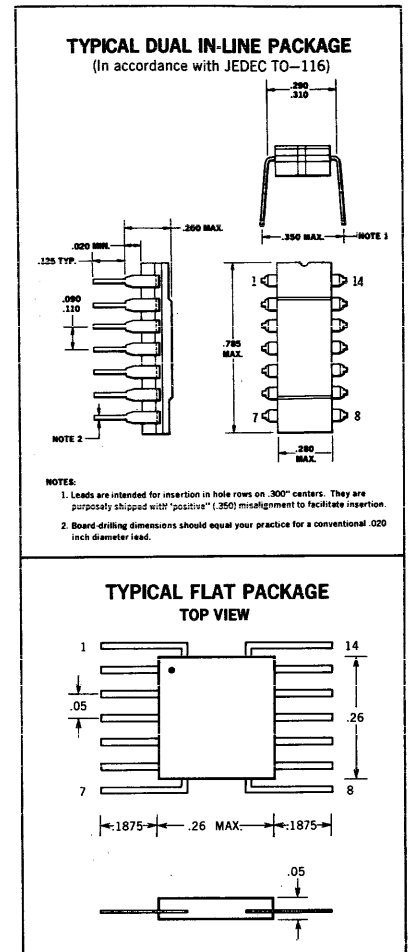 TYPICAL DUAL IN-LINE PACKAGE
(In accordance with JEDEC TO—116)
.290
.310
.260 MAX.
.020 MIN.
.350 MAX.
NOTE 1
.125 TYP.
1
14
.090
.110
.785
MAX.
7
8
NOTE 2
.280
MAX.
NOTES:
1. Leads are intended for insertion in hole rows on .300" centers. They are
purposely shipped with "positive" (.350) misalignment to facilitate insertion.
2. Board-drilling dimensions should equal your practice for a conventional .020
inch diameter lead.
TYPICAL FLAT PACKAGE
TOP VIEW
1
14
.05
.26
7
8
.1875
.26 MAX.
.1875
.05